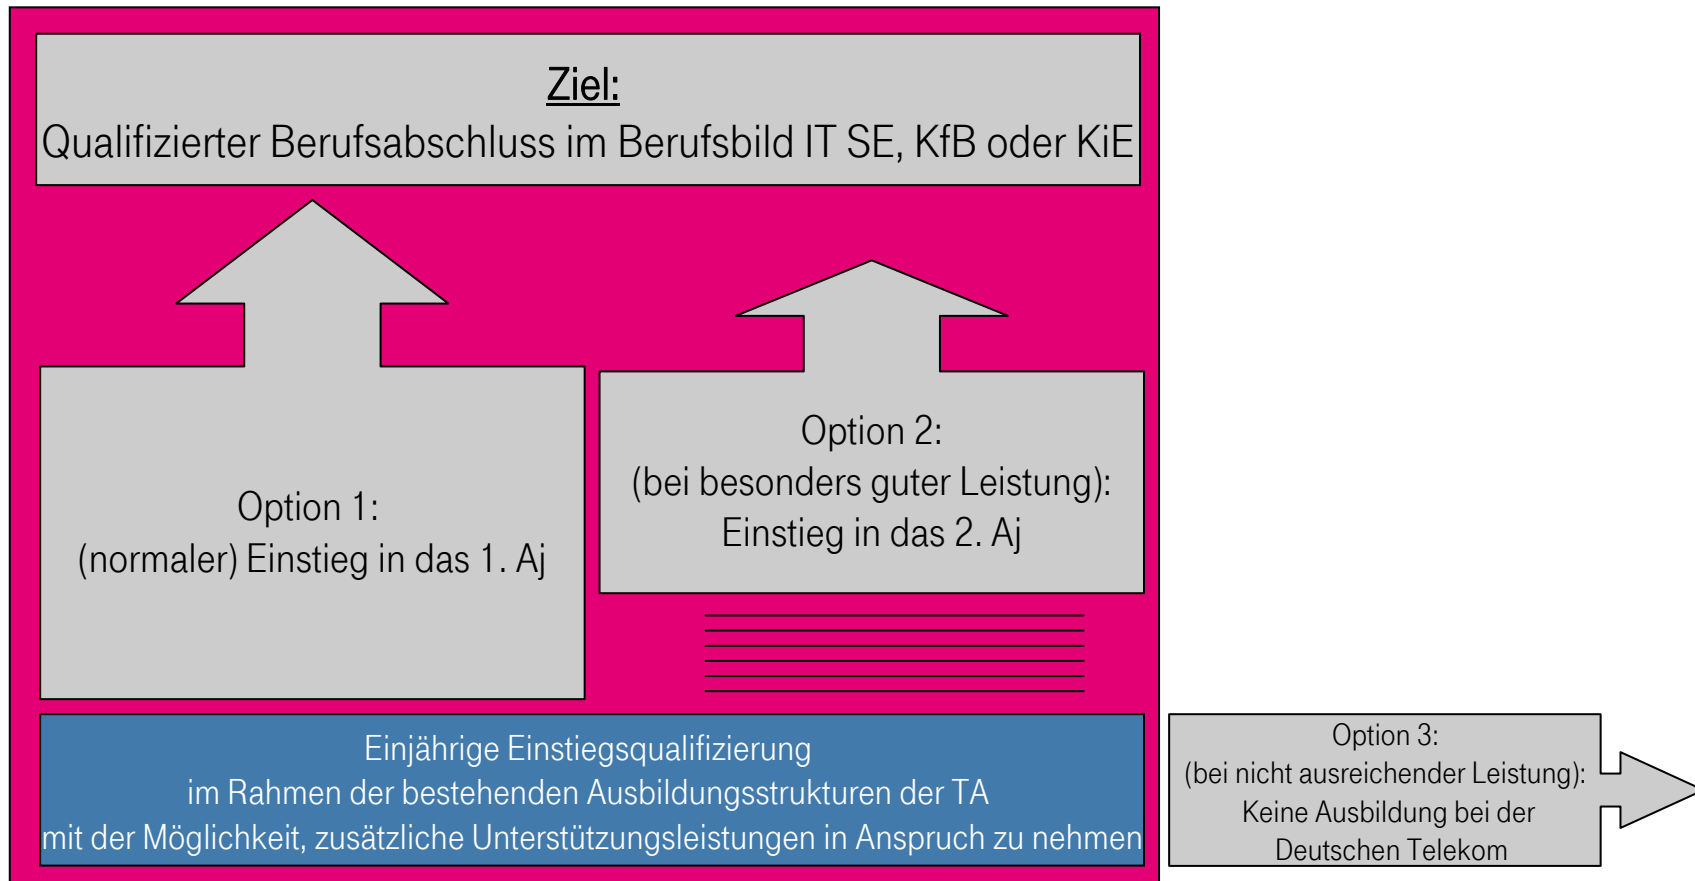 Ziel:
Qualifizierter Berufsabschluss im Berufsbild IT SE, KfB oder KiE
Option 1:
(normaler) Einstieg in das 1. Aj
Option 2:
(bei besonders guter Leistung):
Einstieg in das 2. Aj
Einjährige Einstiegsqualifizierung
im Rahmen der bestehenden Ausbildungsstrukturen der TA
mit der Möglichkeit, zusätzliche Unterstützungsleistungen in Anspruch zu nehmen
Option 3:
(bei nicht ausreichender Leistung):
Keine Ausbildung bei der
Deutschen Telekom